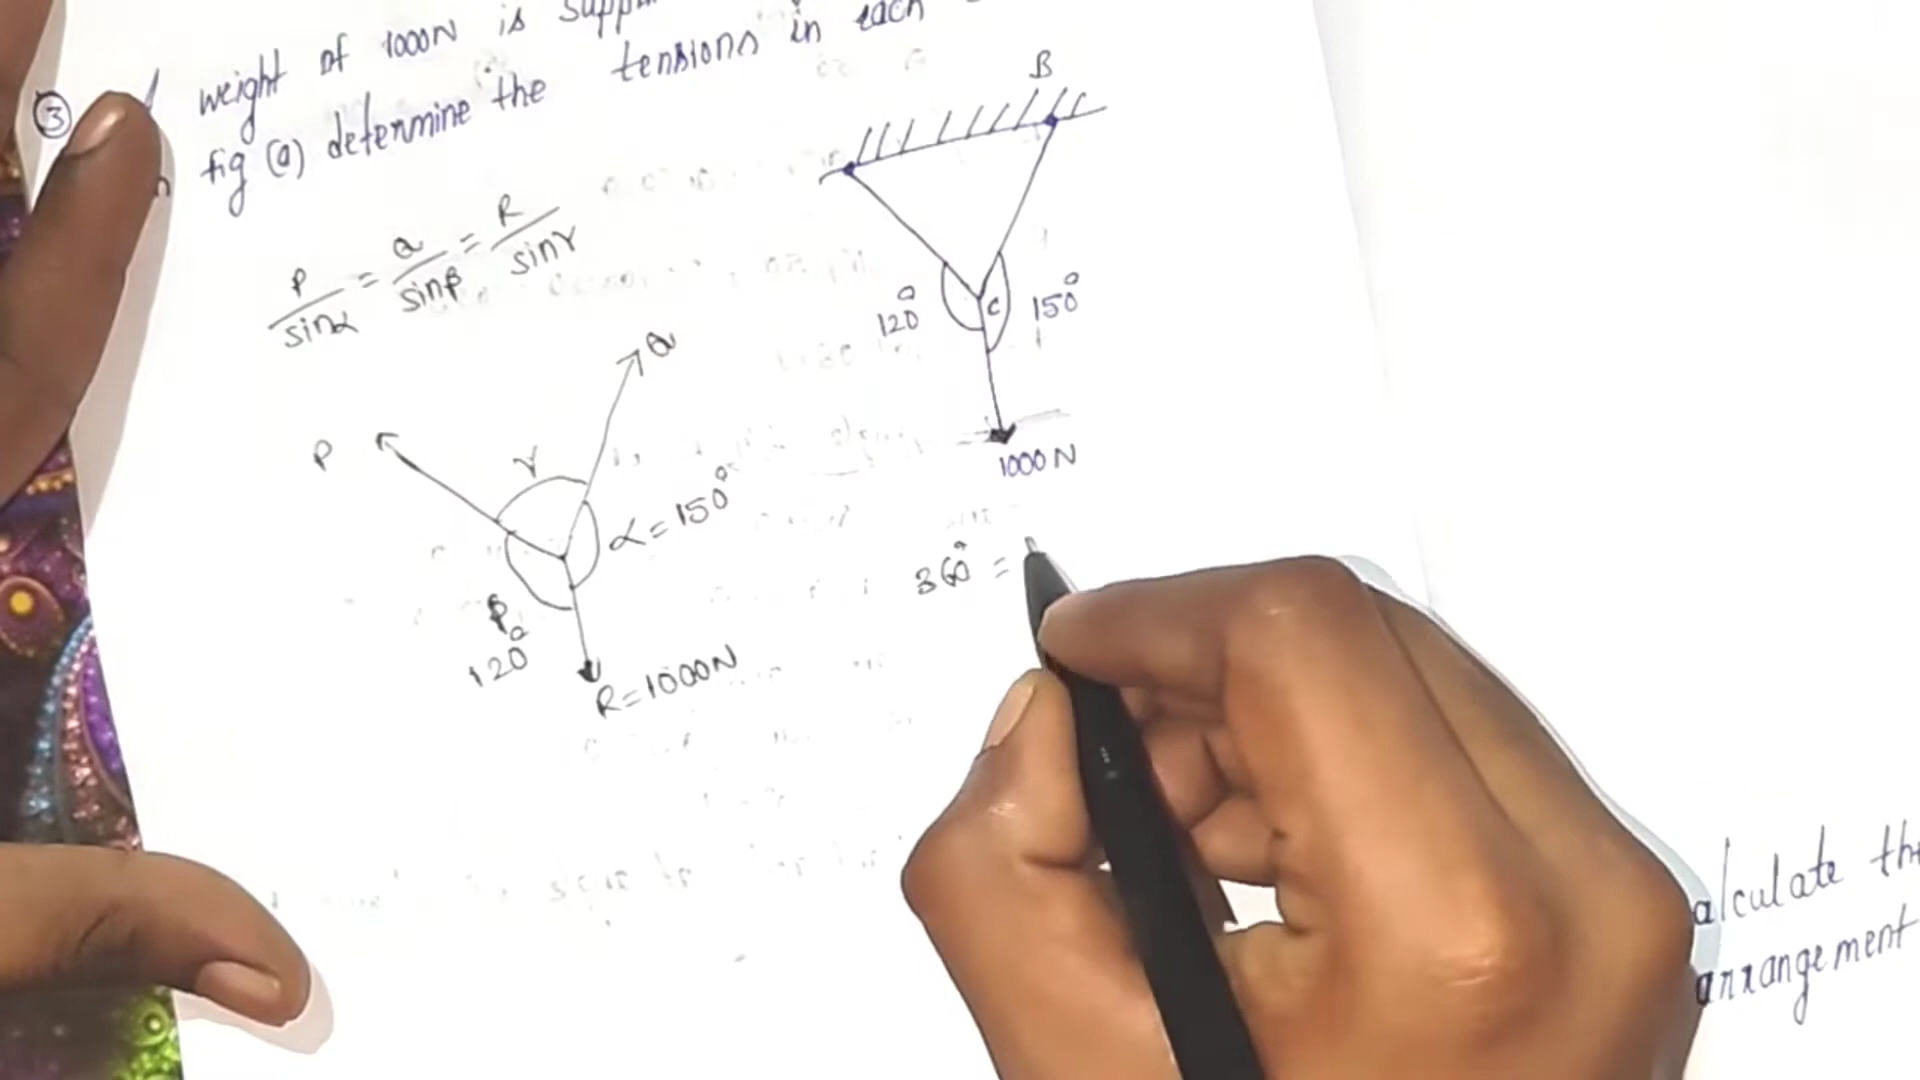 ③ weight of 1000N is
fig (a) determine the tensions in each
B
P/sinα = Q/sinβ = R/sinγ
120° C 150°
1000 N
Q
P
γ
α = 150°
β
120°
R = 1000N
360° =
alculate the
arrangement